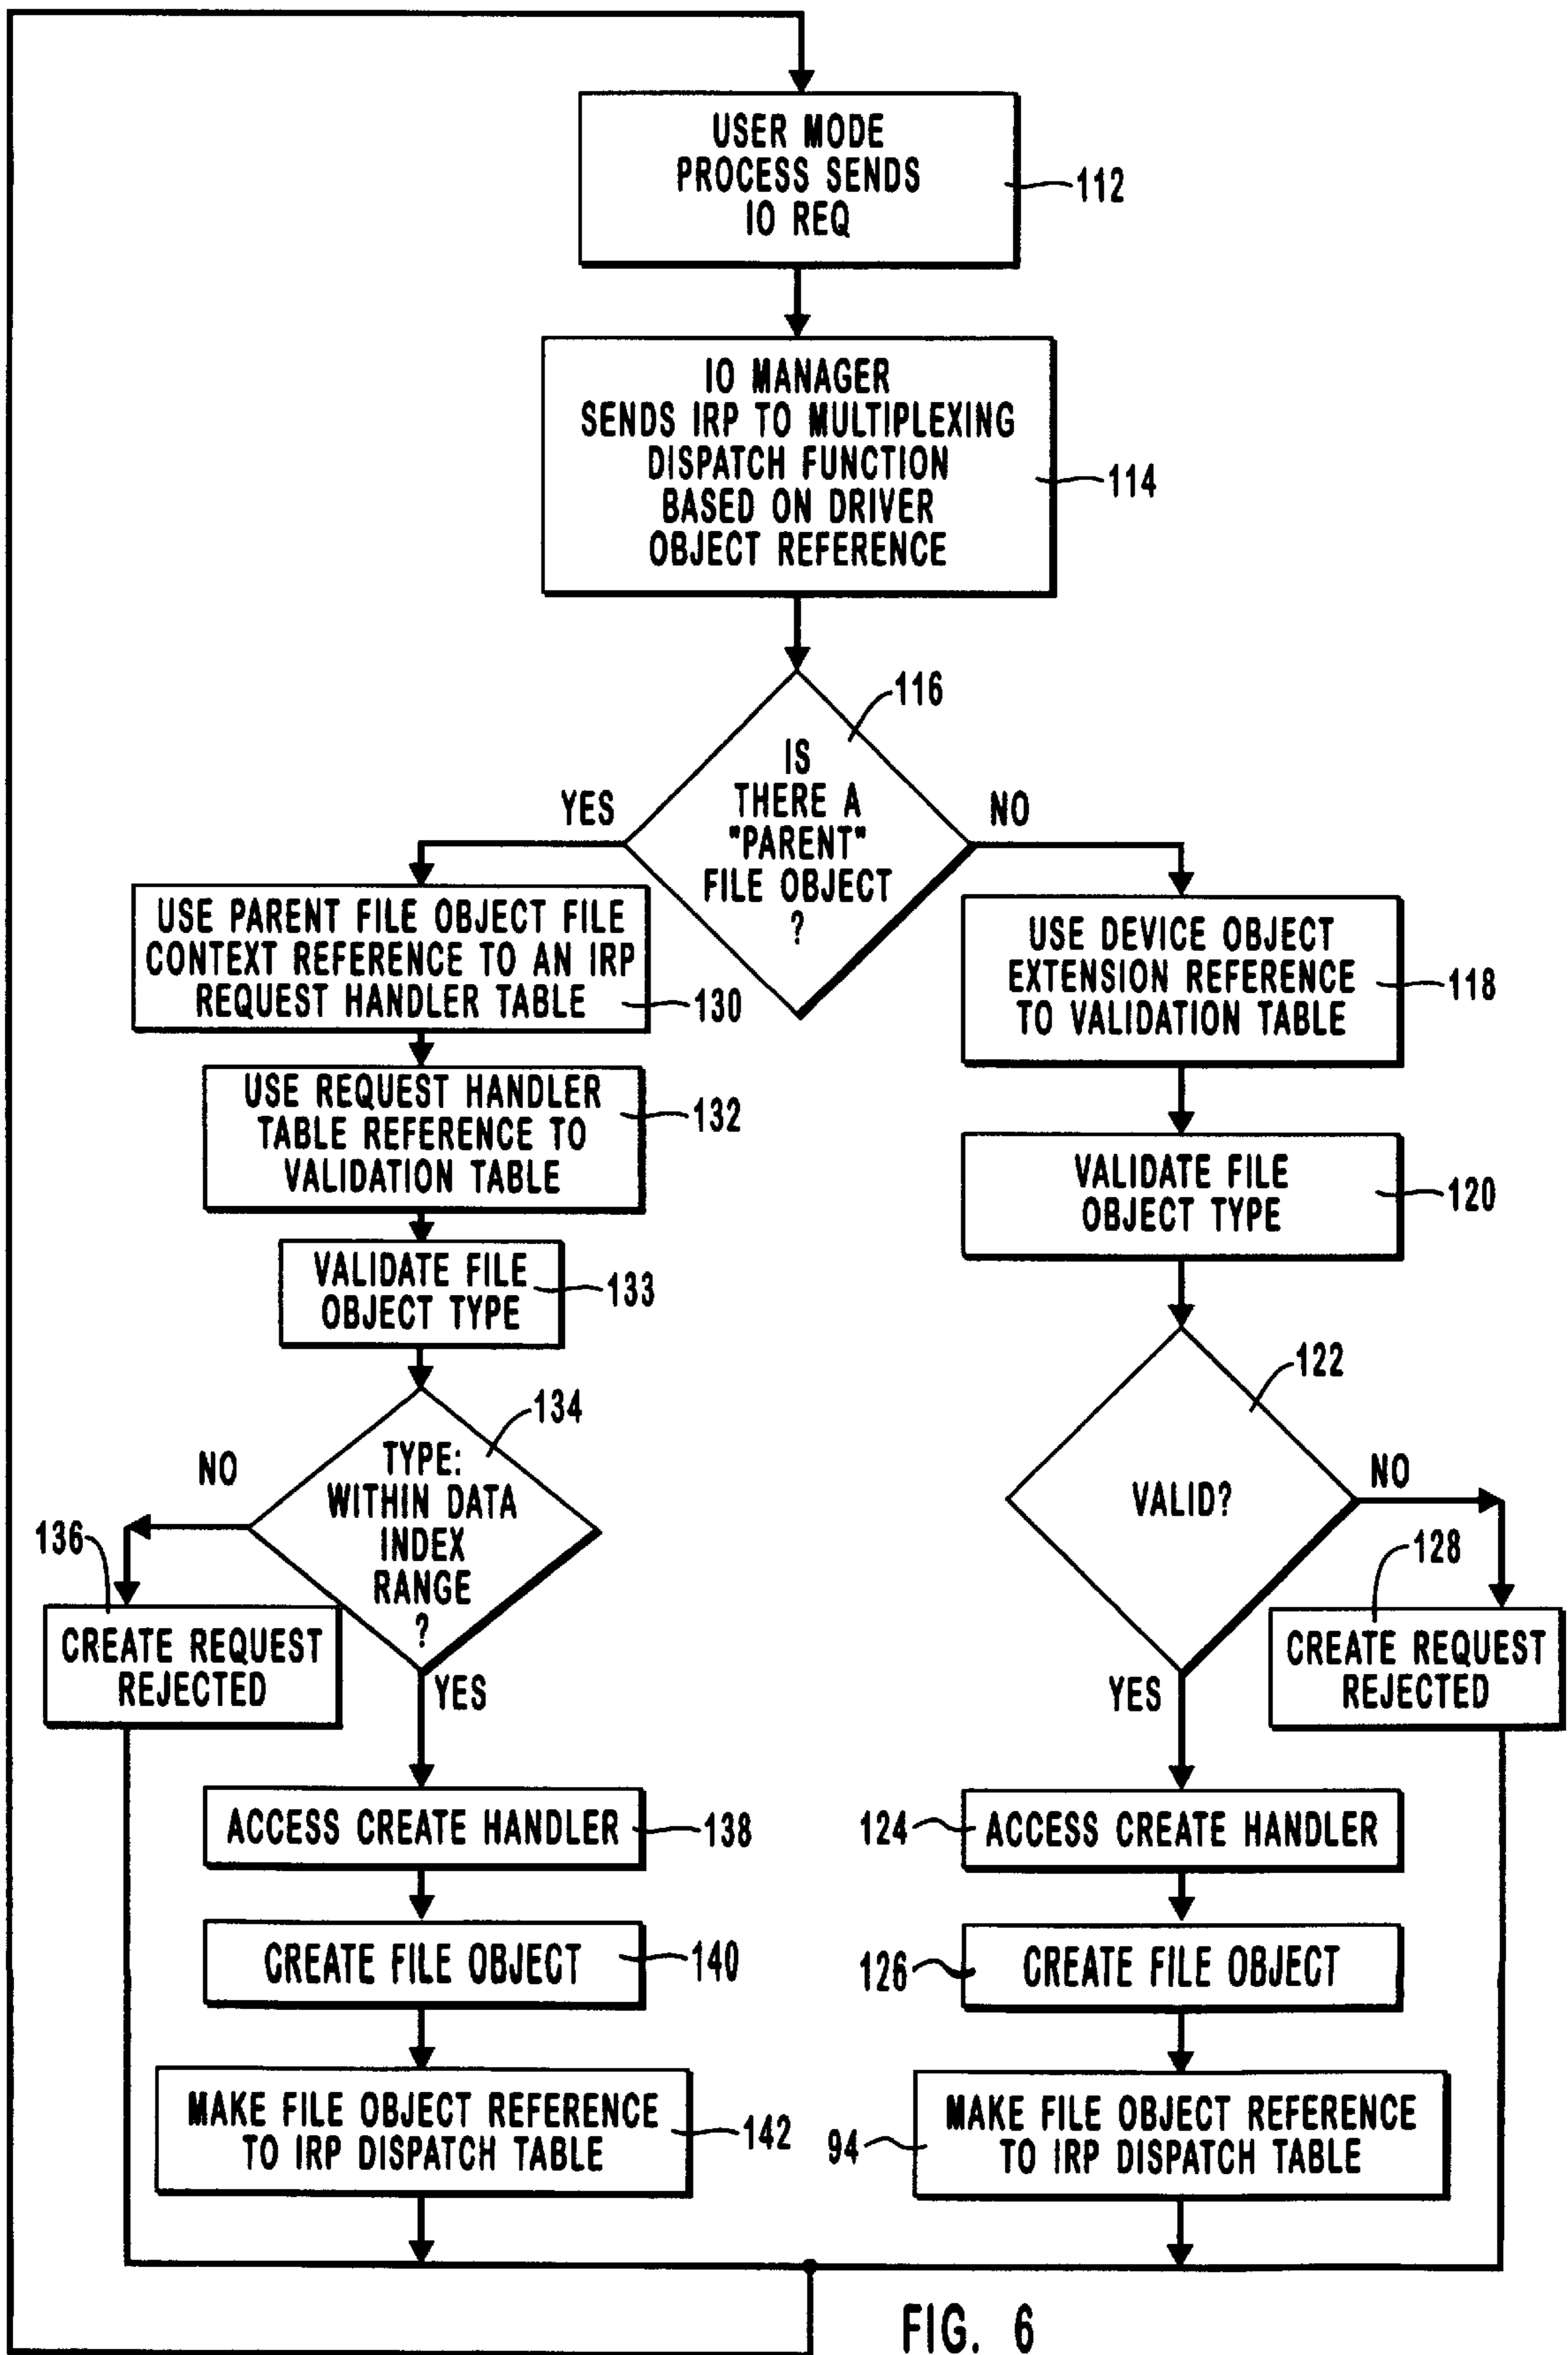 USER MODE
PROCESS SENDS
IO REQ
112
IO MANAGER
SENDS IRP TO MULTIPLEXING
DISPATCH FUNCTION
BASED ON DRIVER
OBJECT REFERENCE
114
116
IS
THERE A
"PARENT"
FILE OBJECT
?
YES
NO
USE PARENT FILE OBJECT FILE
CONTEXT REFERENCE TO AN IRP
REQUEST HANDLER TABLE
130
USE DEVICE OBJECT
EXTENSION REFERENCE
TO VALIDATION TABLE
118
USE REQUEST HANDLER
TABLE REFERENCE TO
VALIDATION TABLE
132
VALIDATE FILE
OBJECT TYPE
120
VALIDATE FILE
OBJECT TYPE
133
134
TYPE:
WITHIN DATA
INDEX
RANGE
?
NO
YES
122
VALID?
NO
YES
136
CREATE REQUEST
REJECTED
128
CREATE REQUEST
REJECTED
ACCESS CREATE HANDLER
138
124
ACCESS CREATE HANDLER
CREATE FILE OBJECT
140
126
CREATE FILE OBJECT
MAKE FILE OBJECT REFERENCE
TO IRP DISPATCH TABLE
142
94
MAKE FILE OBJECT REFERENCE
TO IRP DISPATCH TABLE
FIG. 6